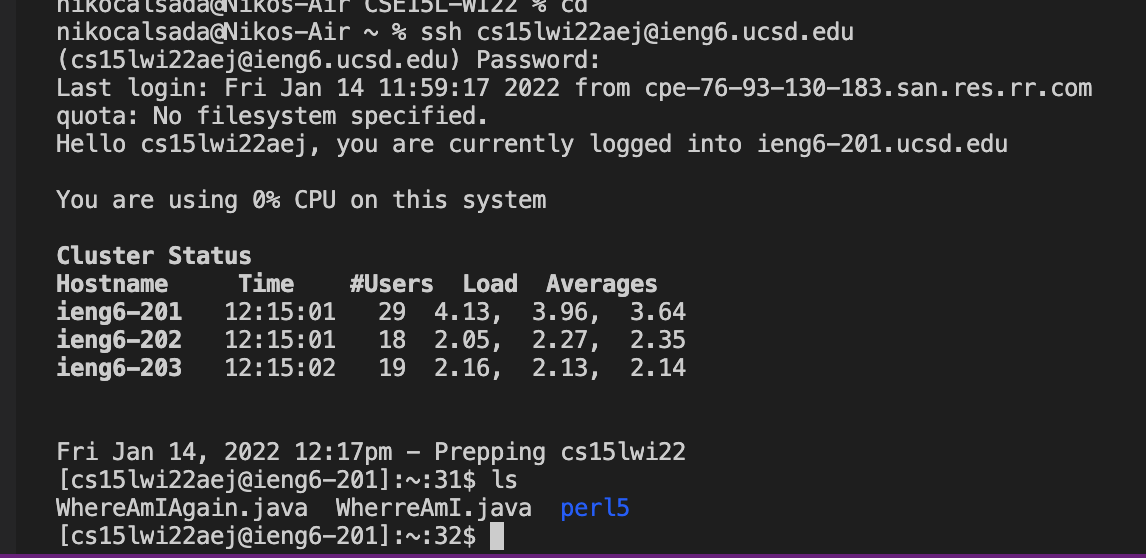 nikocalsada@Nikos-Air CSE15L-WI22 % cd
nikocalsada@Nikos-Air ~ % ssh cs15lwi22aej@ieng6.ucsd.edu
(cs15lwi22aej@ieng6.ucsd.edu) Password:
Last login: Fri Jan 14 11:59:17 2022 from cpe-76-93-130-183.san.res.rr.com
quota: No filesystem specified.
Hello cs15lwi22aej, you are currently logged into ieng6-201.ucsd.edu
You are using 0% CPU on this system
Cluster Status
Hostname     Time    #Users  Load  Averages
ieng6-201   12:15:01   29  4.13,  3.96,  3.64
ieng6-202   12:15:01   18  2.05,  2.27,  2.35
ieng6-203   12:15:02   19  2.16,  2.13,  2.14
Fri Jan 14, 2022 12:17pm - Prepping cs15lwi22
[cs15lwi22aej@ieng6-201]:~:31$ ls
WhereAmIAgain.java  WherreAmI.java  perl5
[cs15lwi22aej@ieng6-201]:~:32$